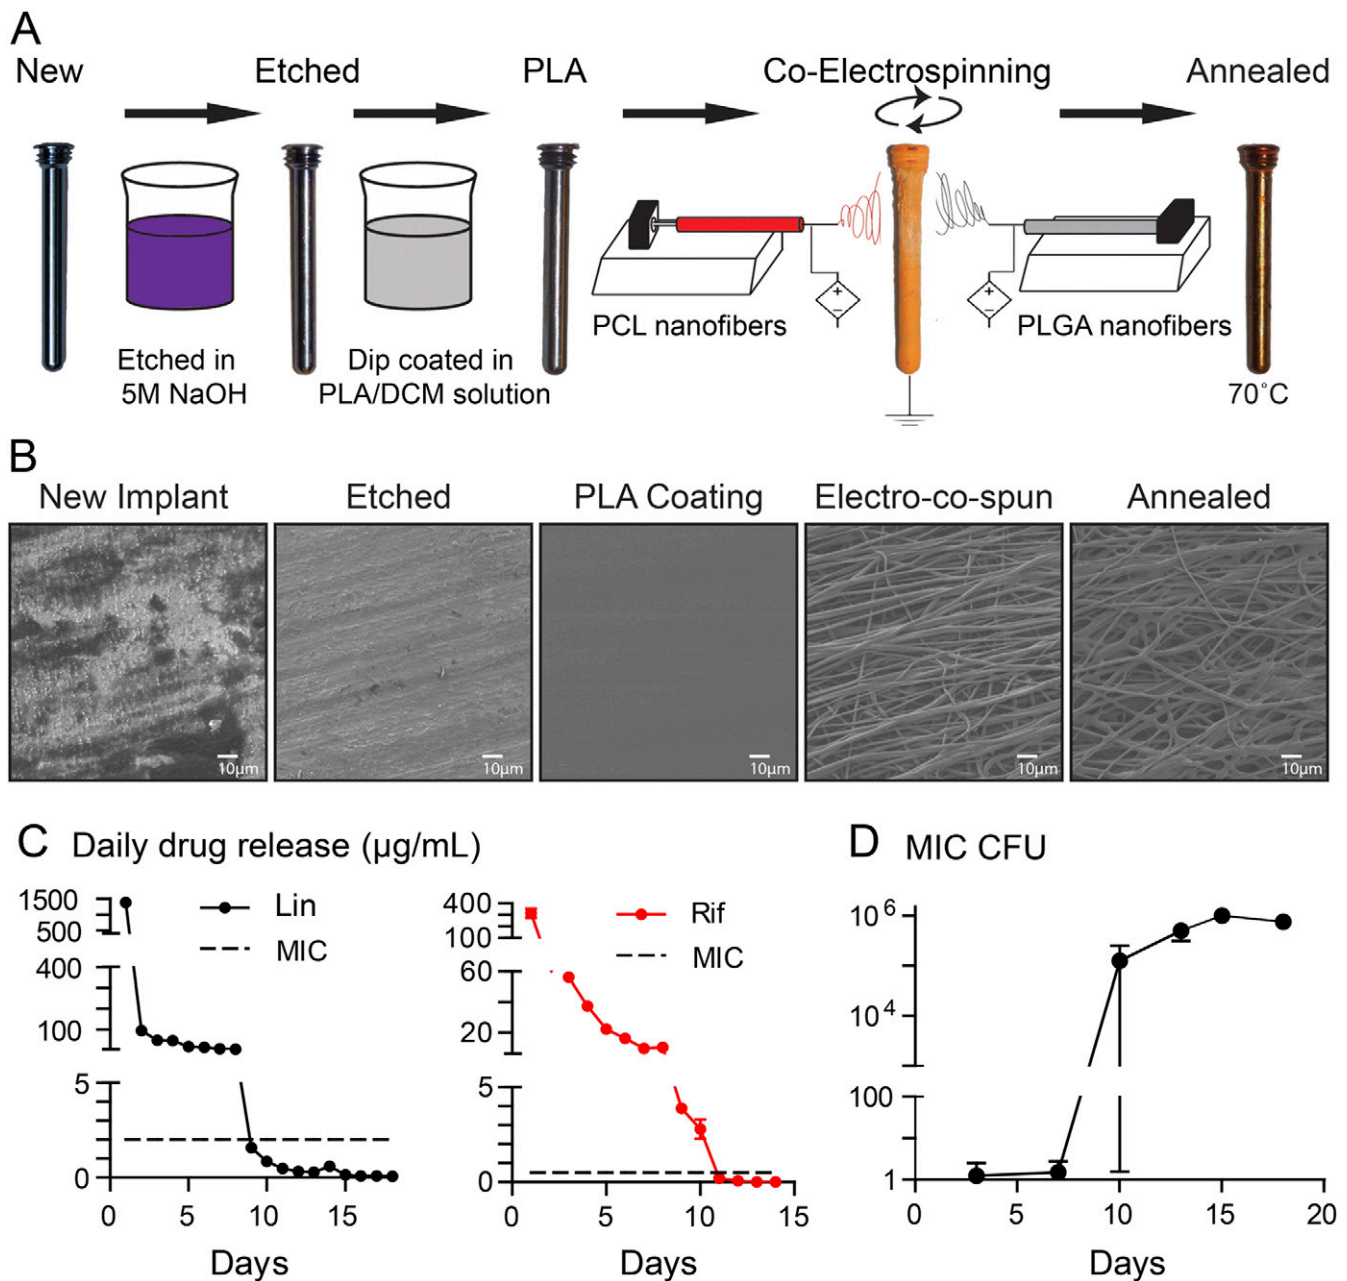 A
New Etched PLA Co-Electrospinning Annealed
PCL nanofibers PLGA nanofibers
Etched in
5M NaOH
Dip coated in
PLA/DCM solution
70°C
B
New Implant Etched PLA Coating Electro-co-spun Annealed
10µm 10µm 10µm 10µm 10µm
C Daily drug release (µg/mL)
1500
500
400
100
5
0
0 5 10 15
Days
Lin
MIC
400
100
60
20
5
0
0 5 10 15
Days
Rif
MIC
D MIC CFU
10^6
10^4
100
1
0 5 10 15 20
Days